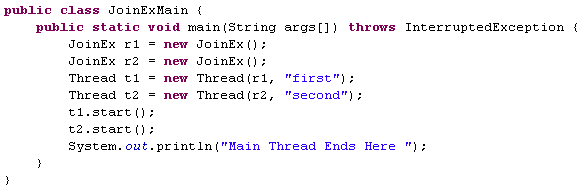 public class JoinExMain {
    public static void main(String args[]) throws InterruptedException {
        JoinEx r1 = new JoinEx();
        JoinEx r2 = new JoinEx();
        Thread t1 = new Thread(r1, "first");
        Thread t2 = new Thread(r2, "second");
        t1.start();
        t2.start();
        System.out.println("Main Thread Ends Here ");
    }
}